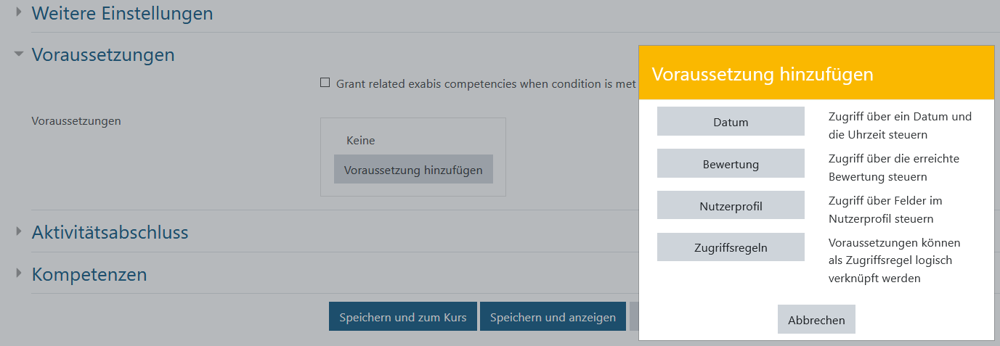 Weitere Einstellungen
Voraussetzungen
Grant related exabis competencies when condition is met
Voraussetzungen
Keine
Voraussetzung hinzufügen
Aktivitätsabschluss
Kompetenzen
Speichern und zum Kurs
Speichern und anzeigen
Voraussetzung hinzufügen
Datum
Zugriff über ein Datum und
die Uhrzeit steuern
Bewertung
Zugriff über die erreichte
Bewertung steuern
Nutzerprofil
Zugriff über Felder im
Nutzerprofil steuern
Zugriffsregeln
Voraussetzungen können
als Zugriffsregel logisch
verknüpft werden
Abbrechen